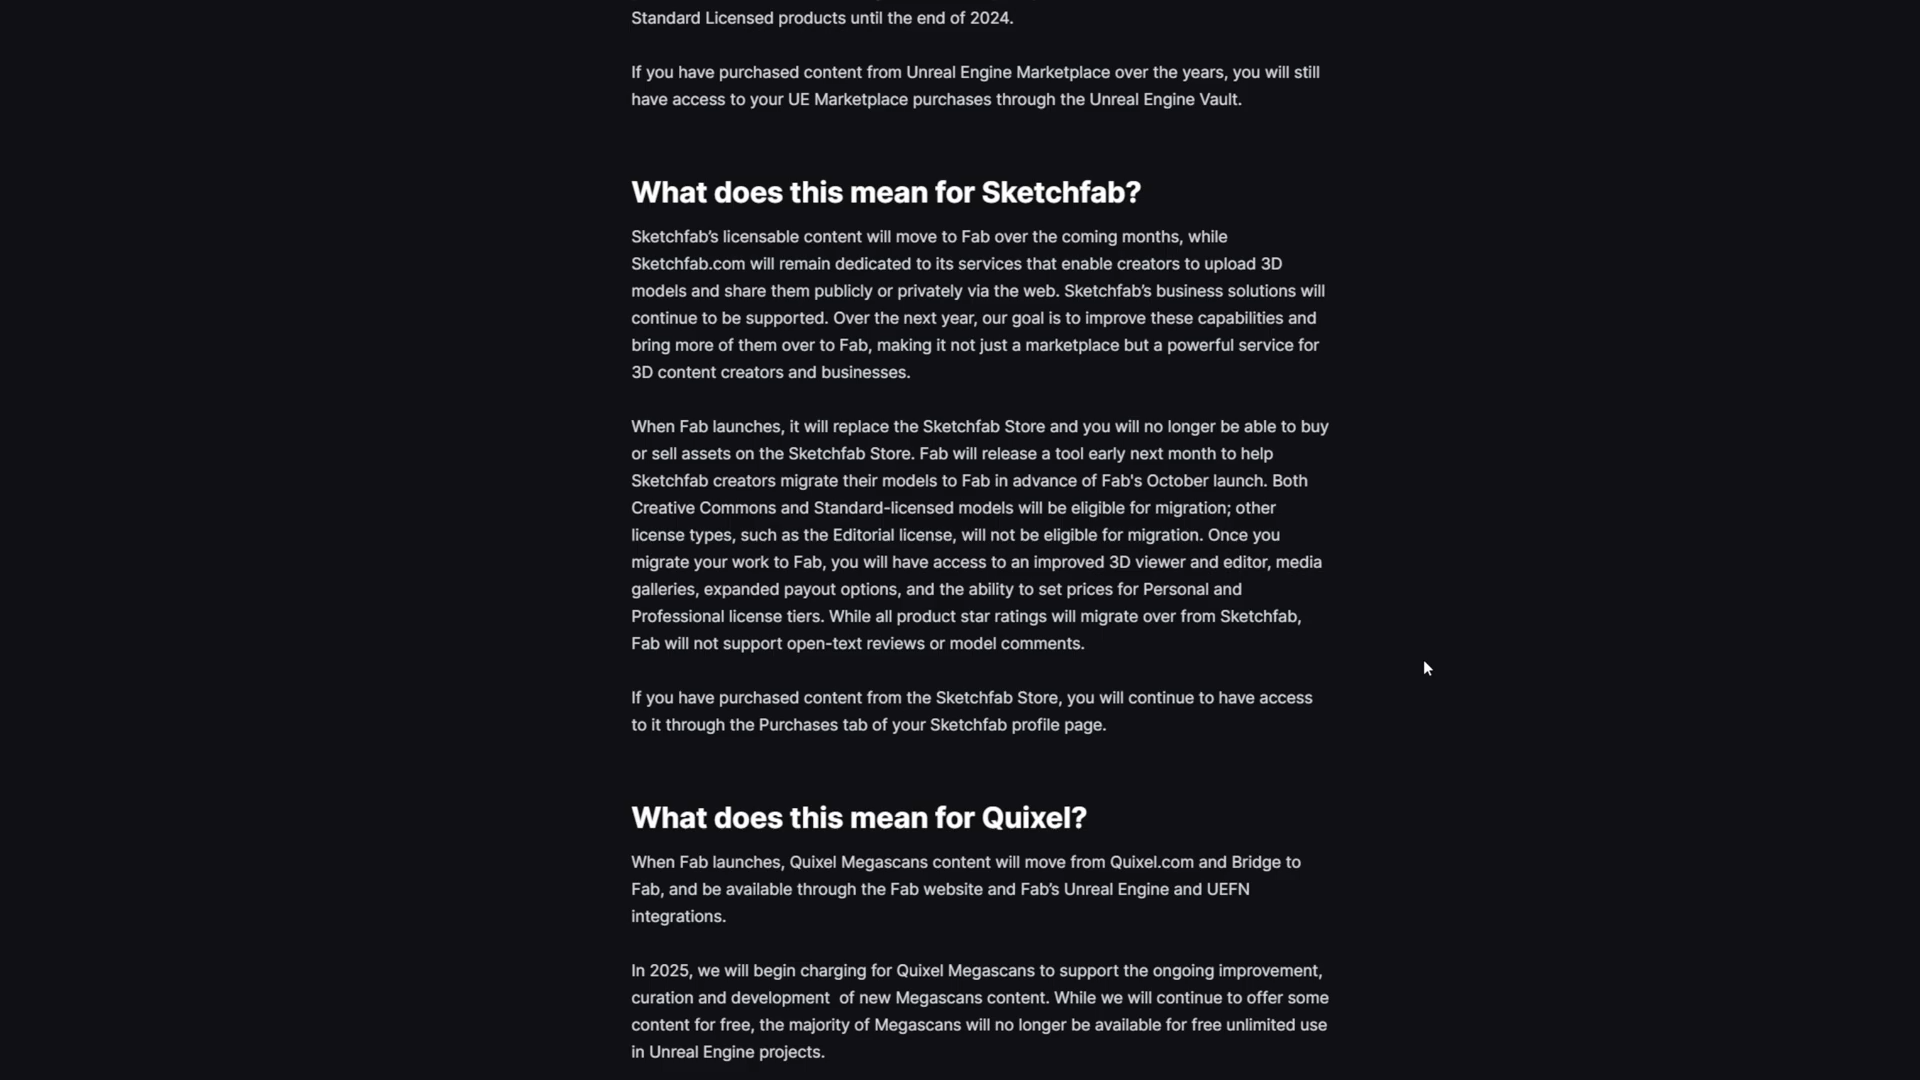 Standard Licensed products until the end of 2024.
If you have purchased content from Unreal Engine Marketplace over the years, you will still
have access to your UE Marketplace purchases through the Unreal Engine Vault.
What does this mean for Sketchfab?
Sketchfab’s licensable content will move to Fab over the coming months, while
Sketchfab.com will remain dedicated to its services that enable creators to upload 3D
models and share them publicly or privately via the web. Sketchfab’s business solutions will
continue to be supported. Over the next year, our goal is to improve these capabilities and
bring more of them over to Fab, making it not just a marketplace but a powerful service for
3D content creators and businesses.
When Fab launches, it will replace the Sketchfab Store and you will no longer be able to buy
or sell assets on the Sketchfab Store. Fab will release a tool early next month to help
Sketchfab creators migrate their models to Fab in advance of Fab's October launch. Both
Creative Commons and Standard-licensed models will be eligible for migration; other
license types, such as the Editorial license, will not be eligible for migration. Once you
migrate your work to Fab, you will have access to an improved 3D viewer and editor, media
galleries, expanded payout options, and the ability to set prices for Personal and
Professional license tiers. While all product star ratings will migrate over from Sketchfab,
Fab will not support open-text reviews or model comments.
If you have purchased content from the Sketchfab Store, you will continue to have access
to it through the Purchases tab of your Sketchfab profile page.
What does this mean for Quixel?
When Fab launches, Quixel Megascans content will move from Quixel.com and Bridge to
Fab, and be available through the Fab website and Fab’s Unreal Engine and UEFN
integrations.
In 2025, we will begin charging for Quixel Megascans to support the ongoing improvement,
curation and development  of new Megascans content. While we will continue to offer some
content for free, the majority of Megascans will no longer be available for free unlimited use
in Unreal Engine projects.